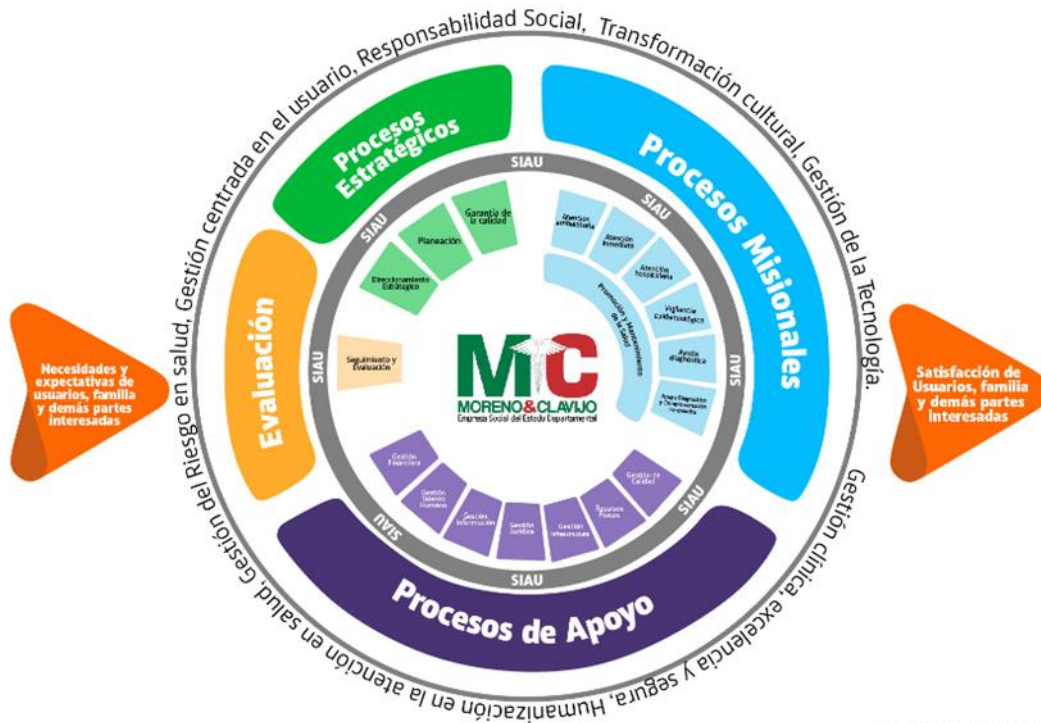 Gestión del Riesgo en salud, Gestión centrada en el usuario, Responsabilidad Social, Transformación cultural, Gestión de la Tecnología.
Gestión clínica, excelencia y segura, Humanización en la atención en salud,
Necesidades y
expectativas de
usuarios, familia
y demás partes
interesadas
Procesos
Estratégicos
Procesos Misionales
Evaluación
Procesos de Apoyo
SIAU
SIAU
SIAU
SIAU
SIAU
SIAU
SIAU
SIAU
Direccionamiento
Estratégico
Planeación
Garantía de
la calidad
Atención
ambulatoria
Atención
Inmediata
Atención
hospitalaria
Vigilancia
Epidemiológica
Ayuda
diagnóstica
Apoyo Diagnóstico
y Complementación
terapéutica
Promoción y Mantenimiento
de la Salud
Seguimiento y
Evaluación
MC
MORENO&CLAVIJO
Empresa Social del Estado Departamental
Gestión
Financiera
Gestión
Talento
Humano
Gestión
Información
Gestión
Jurídica
Gestión
Infraestructura
Recursos
Físicos
Gestión de
Calidad
Satisfacción de
Usuarios, familia
y demás partes
Interesadas